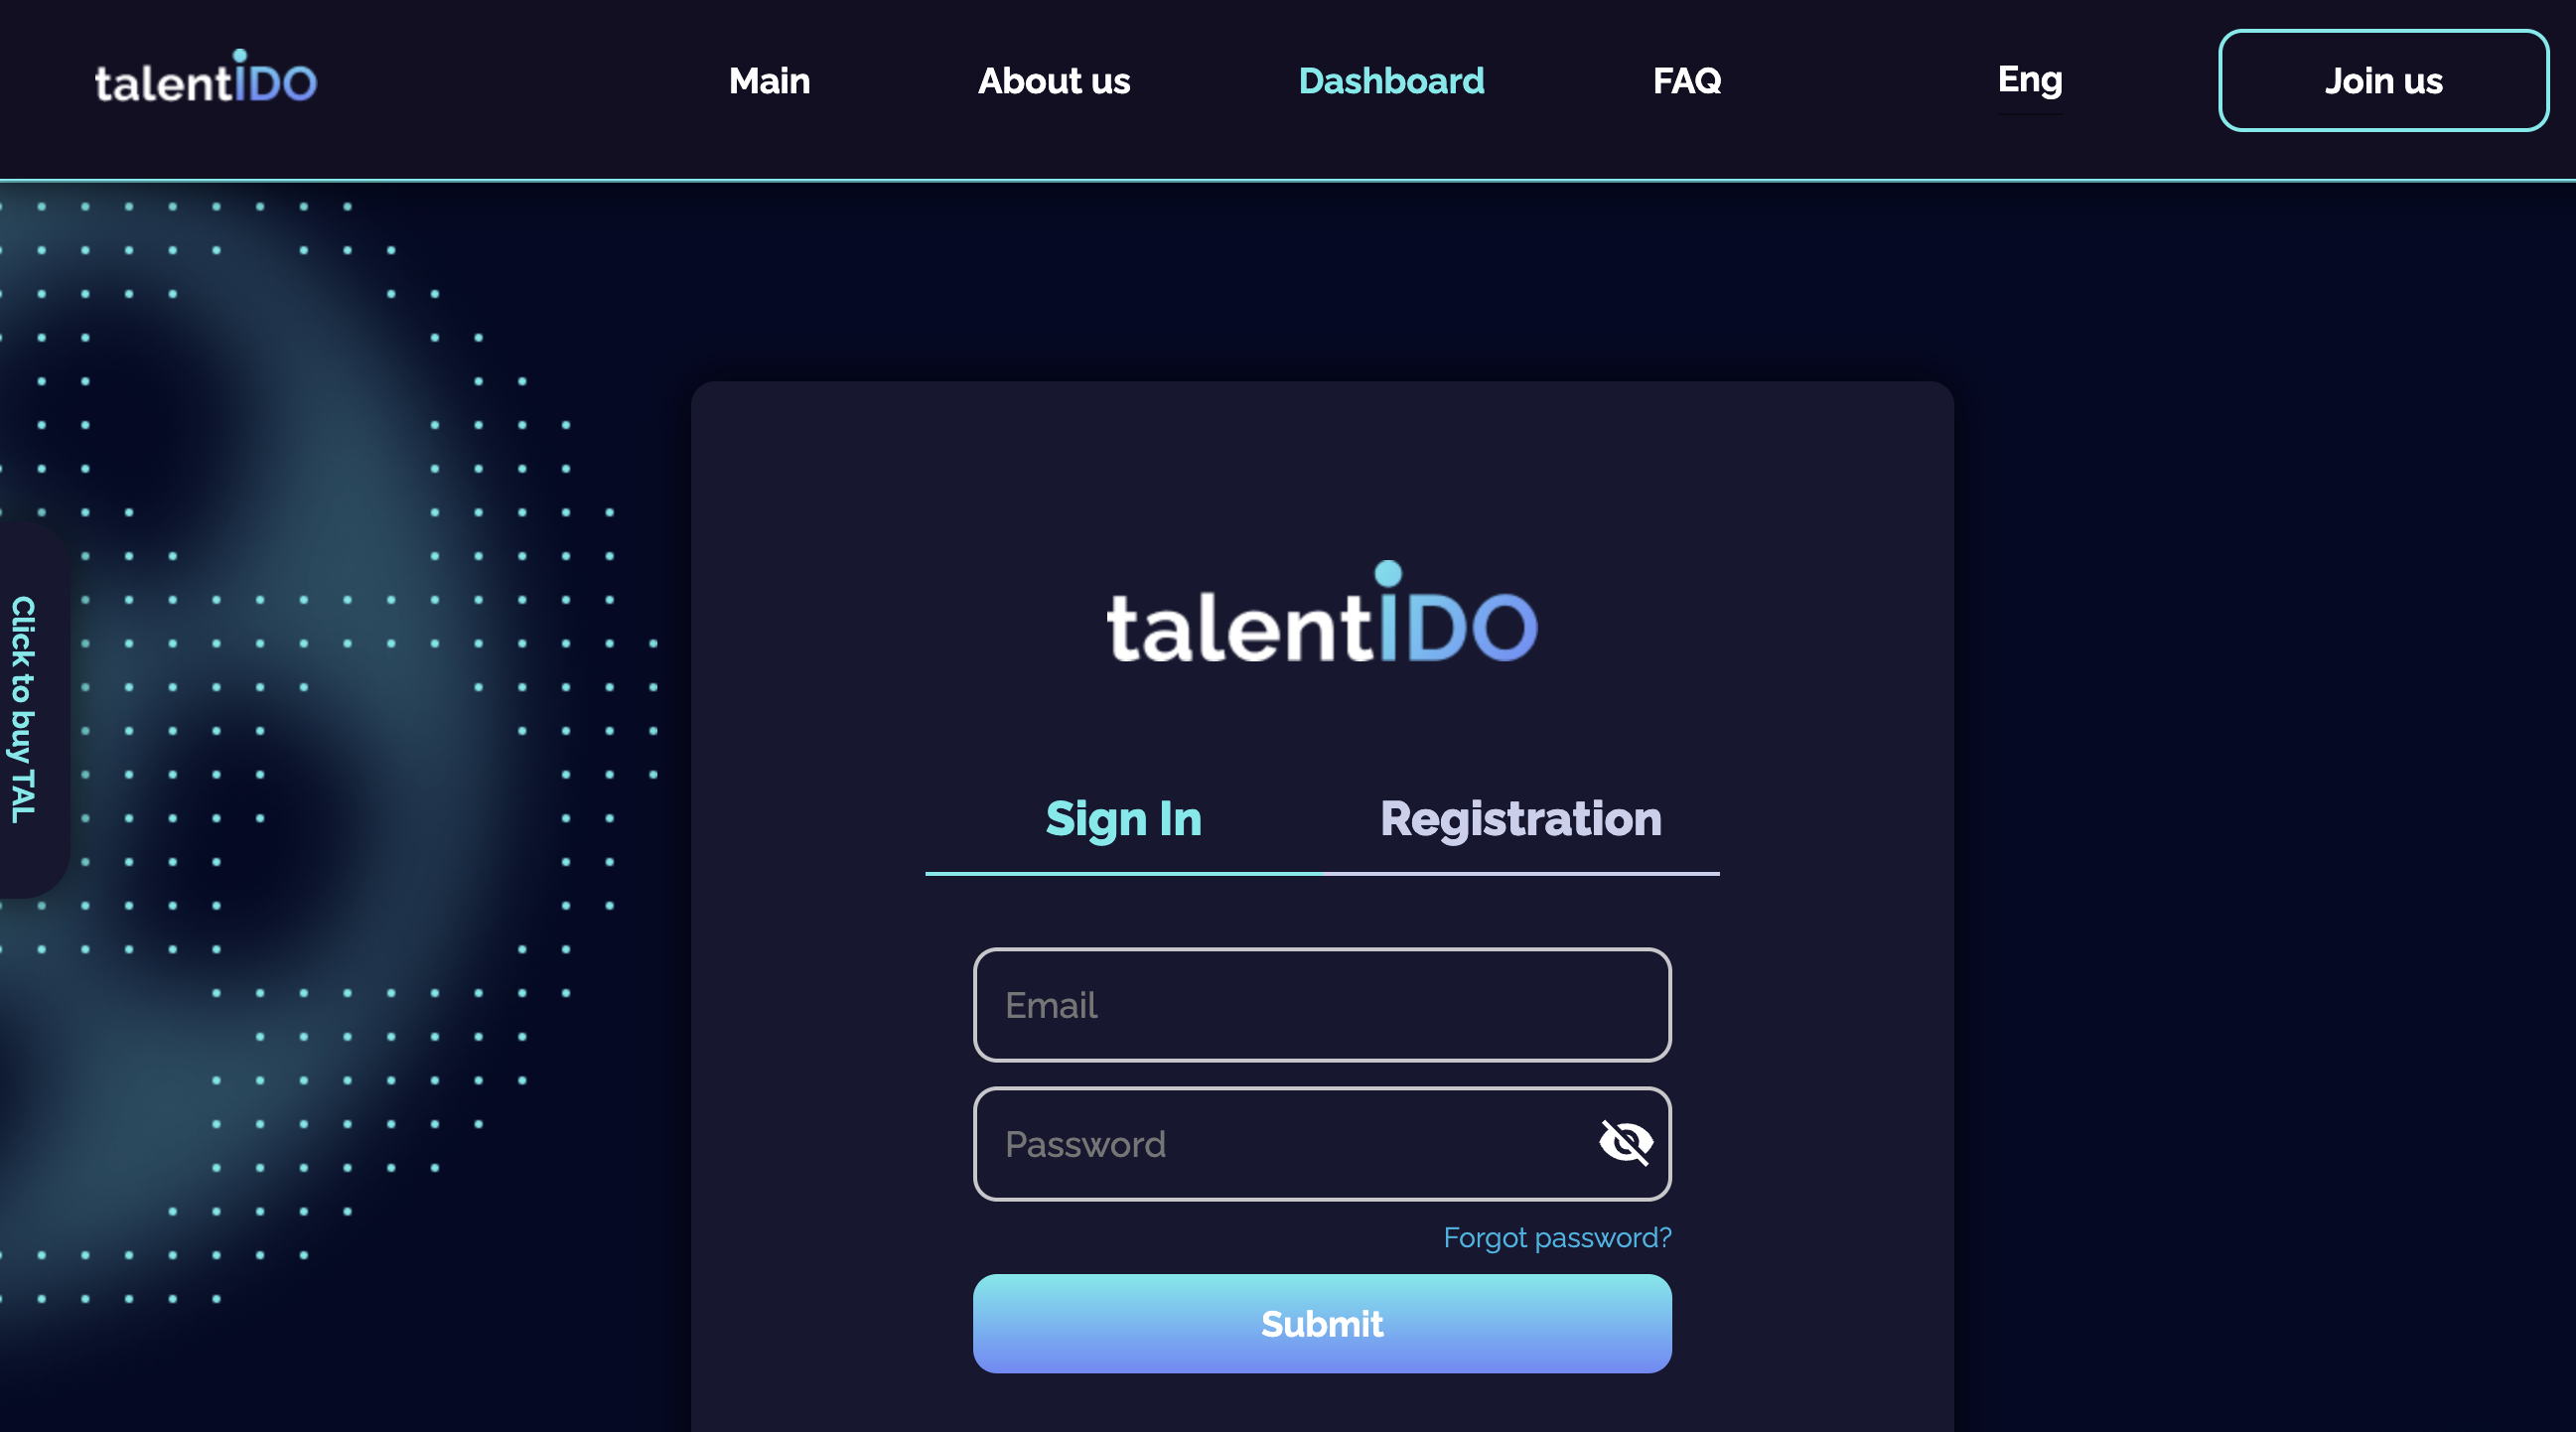 talentIDO
Main
About us
Dashboard
FAQ
Eng
Join us
Click to buy TAL
talentIDO
Sign In
Registration
Email
Password
Forgot password?
Submit